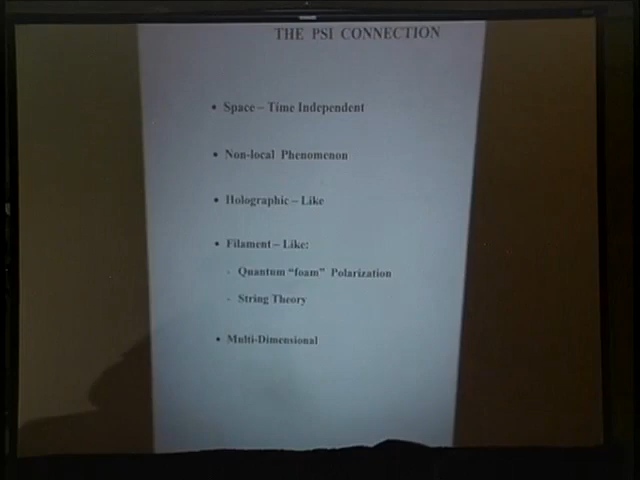 THE PSI CONNECTION
• Space – Time Independent
• Non-local Phenomenon
• Holographic – Like
• Filament – Like:
- Quantum "foam" Polarization
- String Theory
• Multi-Dimensional